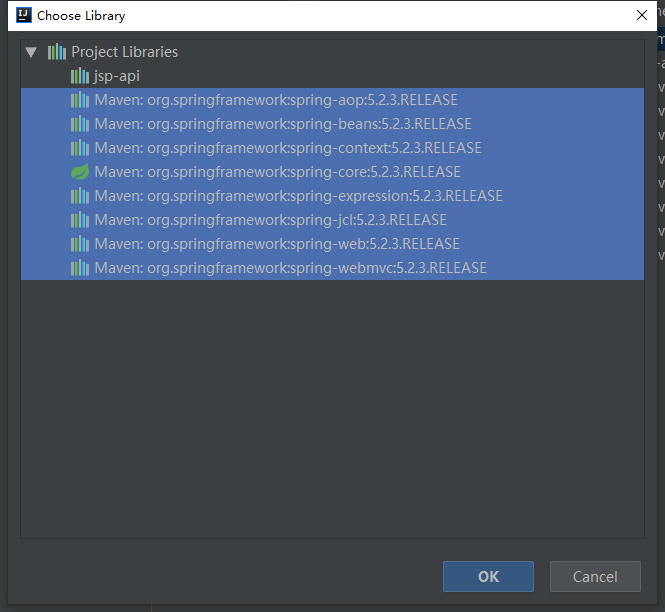 IJ
Choose Library
Project Libraries
jsp-api
Maven: org.springframework:spring-aop:5.2.3.RELEASE
Maven: org.springframework:spring-beans:5.2.3.RELEASE
Maven: org.springframework:spring-context:5.2.3.RELEASE
Maven: org.springframework:spring-core:5.2.3.RELEASE
Maven: org.springframework:spring-expression:5.2.3.RELEASE
Maven: org.springframework:spring-jcl:5.2.3.RELEASE
Maven: org.springframework:spring-web:5.2.3.RELEASE
Maven: org.springframework:spring-webmvc:5.2.3.RELEASE
OK
Cancel